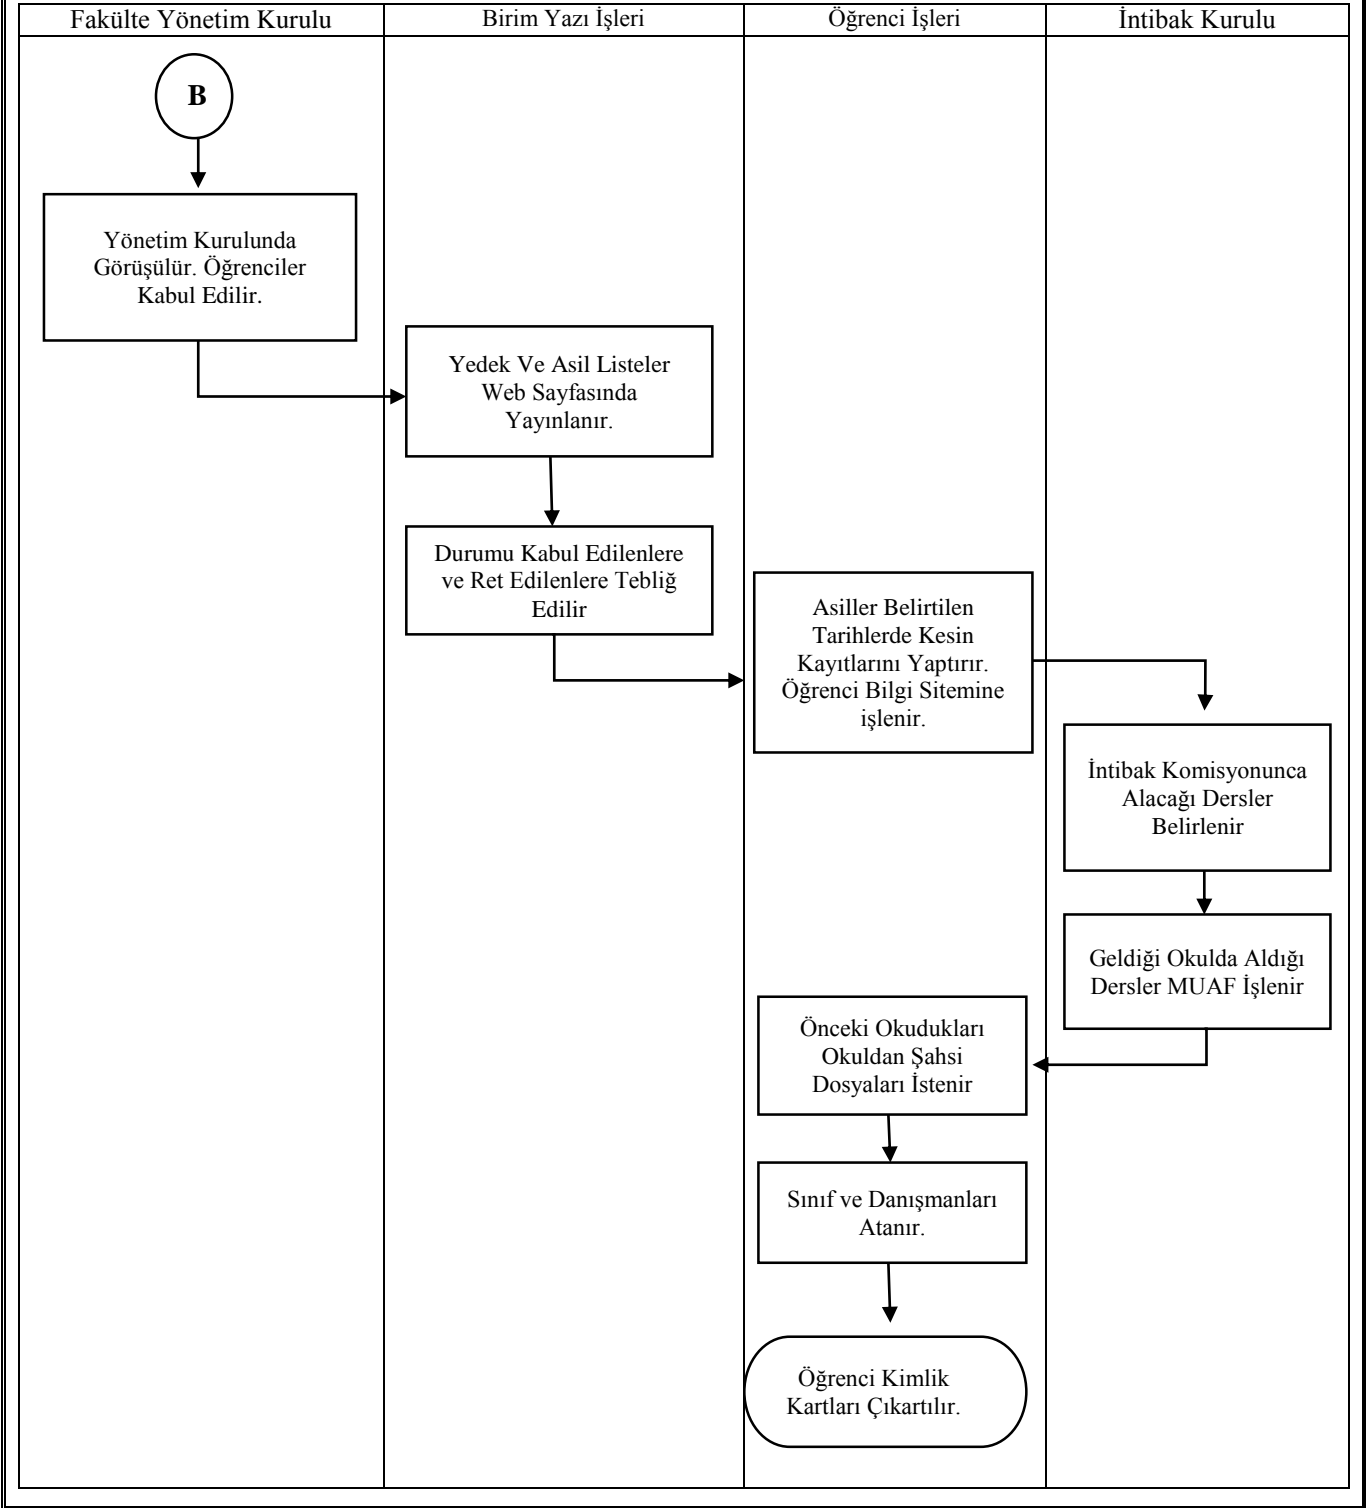 Fakülte Yönetim Kurulu
Birim Yazı İşleri
Öğrenci İşleri
İntibak Kurulu
B
Yönetim Kurulunda
Görüşülür. Öğrenciler
Kabul Edilir.
Yedek Ve Asil Listeler
Web Sayfasında
Yayınlanır.
Durumu Kabul Edilenlere
ve Ret Edilenlere Tebliğ
Edilir
Asiller Belirtilen
Tarihlerde Kesin
Kayıtlarını Yaptırır.
Öğrenci Bilgi Sitemine
işlenir.
İntibak Komisyonunca
Alacağı Dersler
Belirlenir
Geldiği Okulda Aldığı
Dersler MUAF İşlenir
Önceki Okudukları
Okuldan Şahsi
Dosyaları İstenir
Sınıf ve Danışmanları
Atanır.
Öğrenci Kimlik
Kartları Çıkartılır.